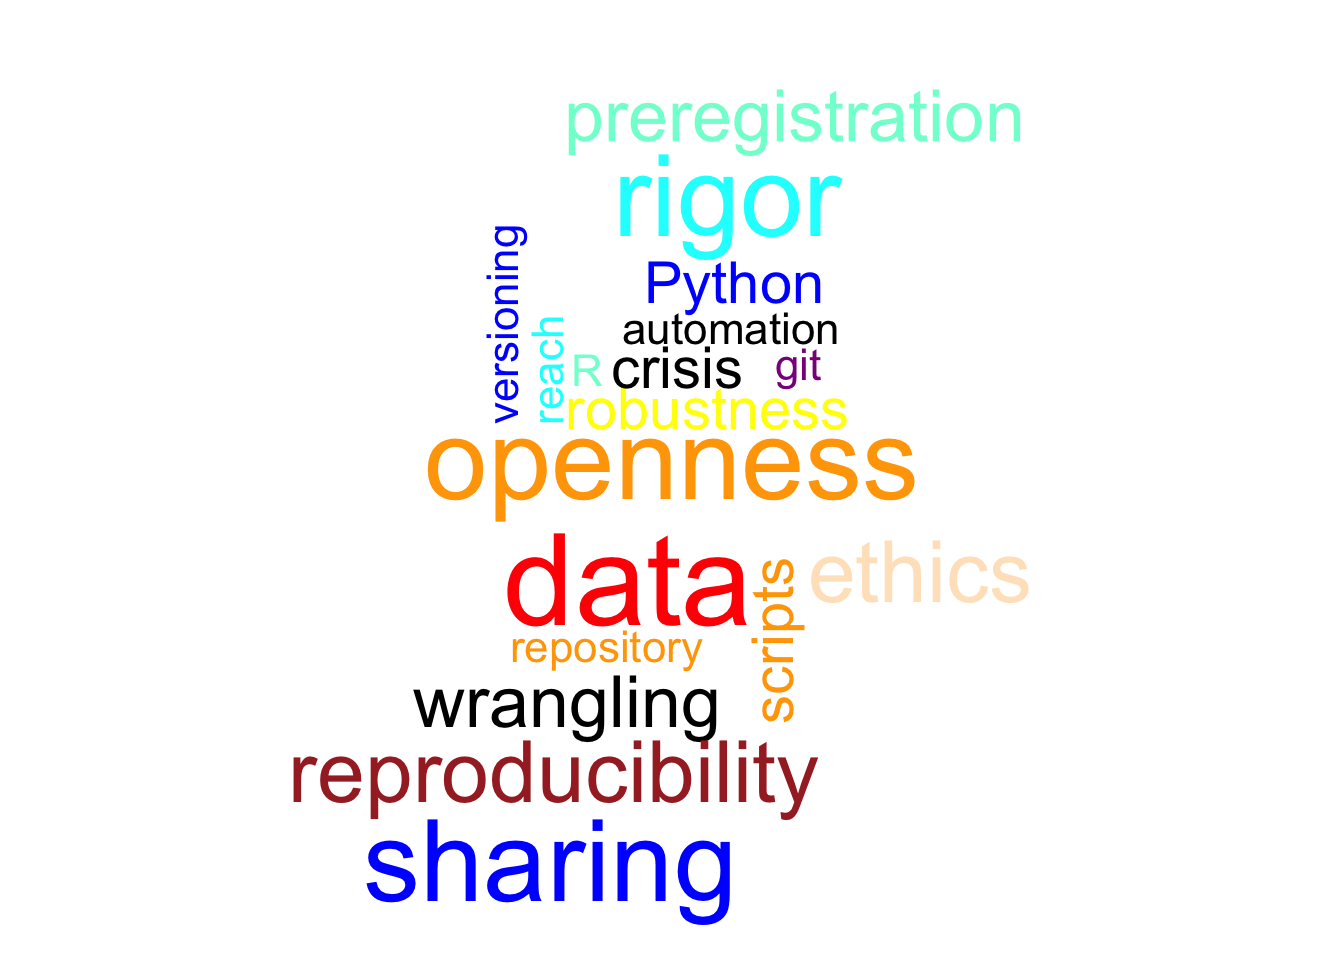 preregistration
rigor
versioning
Python
reach
automation
R crisis git
robustness
openness
data
ethics
scripts
repository
wrangling
reproducibility
sharing